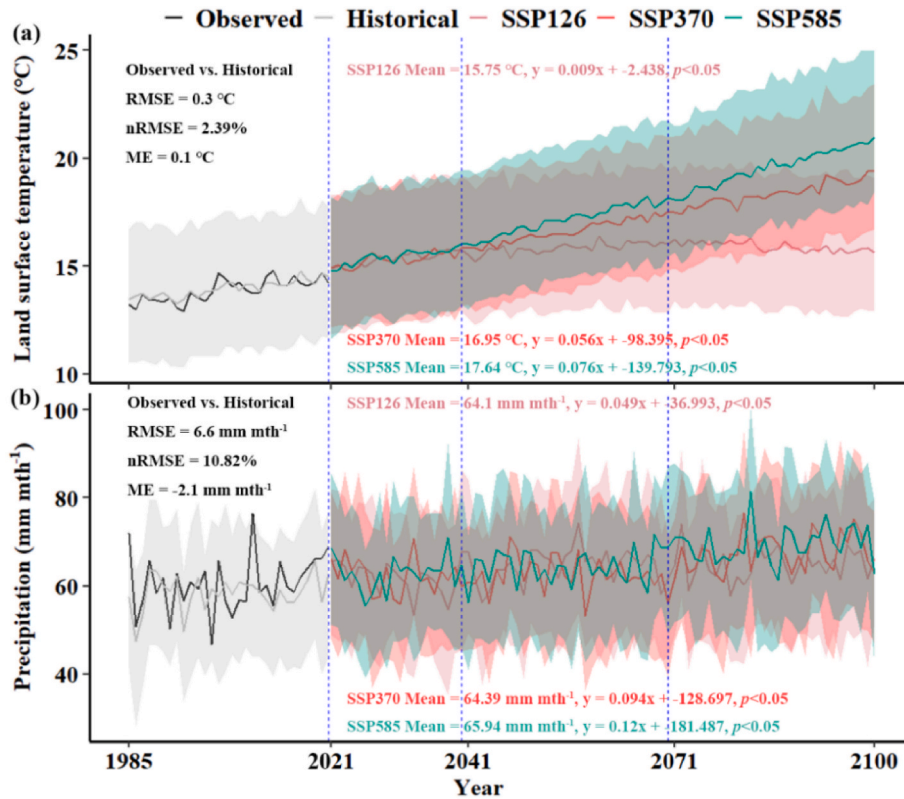 Observed Historical SSP126 SSP370 SSP585
(a)
25
Observed vs. Historical
SSP126 Mean = 15.75 °C, y = 0.009x + -2.438, p<0.05
RMSE = 0.3 °C
nRMSE = 2.39%
ME = 0.1 °C
20
15
10
Land surface temperature (°C)
SSP370 Mean = 16.95 °C, y = 0.056x + -98.395, p<0.05
SSP585 Mean = 17.64 °C, y = 0.076x + -139.793, p<0.05
(b)
100
Observed vs. Historical
SSP126 Mean = 64.1 mm mth⁻¹, y = 0.049x + -36.993, p<0.05
RMSE = 6.6 mm mth⁻¹
nRMSE = 10.82%
ME = -2.1 mm mth⁻¹
80
60
40
Precipitation (mm mth⁻¹)
SSP370 Mean = 64.39 mm mth⁻¹, y = 0.094x + -128.697, p<0.05
SSP585 Mean = 65.94 mm mth⁻¹, y = 0.12x + -181.487, p<0.05
1985 2021 2041 2071 2100
Year